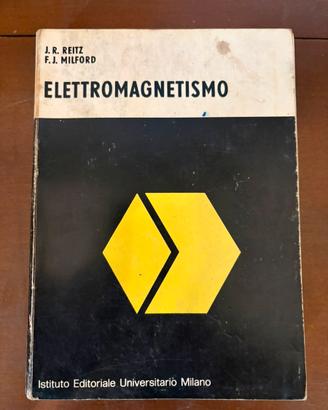 J. R. REITZ
F. J. MILFORD
ELETTROMAGNETISMO
Istituto Editoriale Universitario Milano